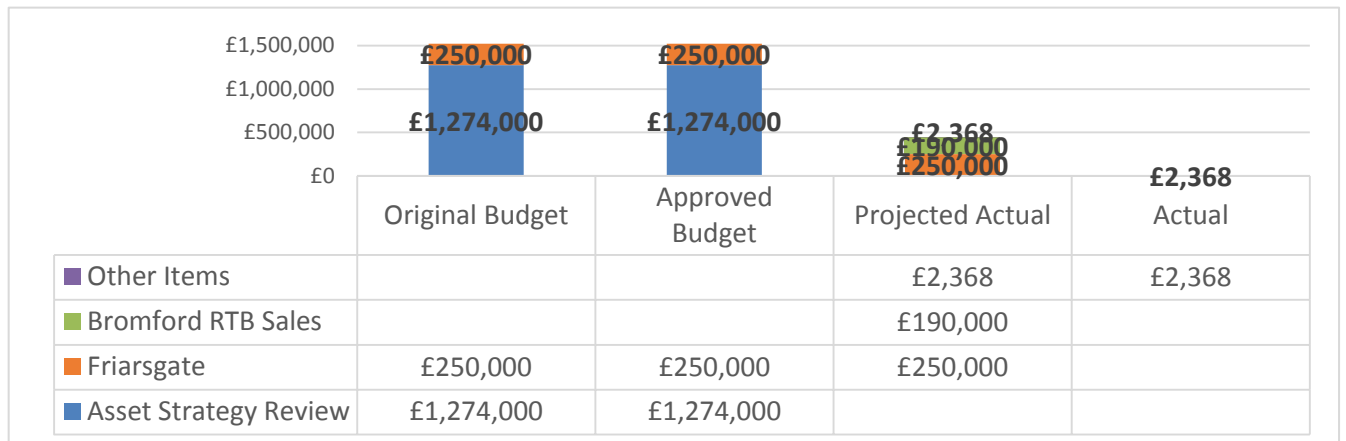 £1,500,000
£1,000,000
£500,000
£0
£250,000
£1,274,000
£250,000
£1,274,000
£2,368
£190,000
£250,000
£2,368
Original Budget
Approved
Budget
Projected Actual
Actual
Other Items £2,368 £2,368
Bromford RTB Sales £190,000
Friarsgate £250,000 £250,000 £250,000
Asset Strategy Review £1,274,000 £1,274,000